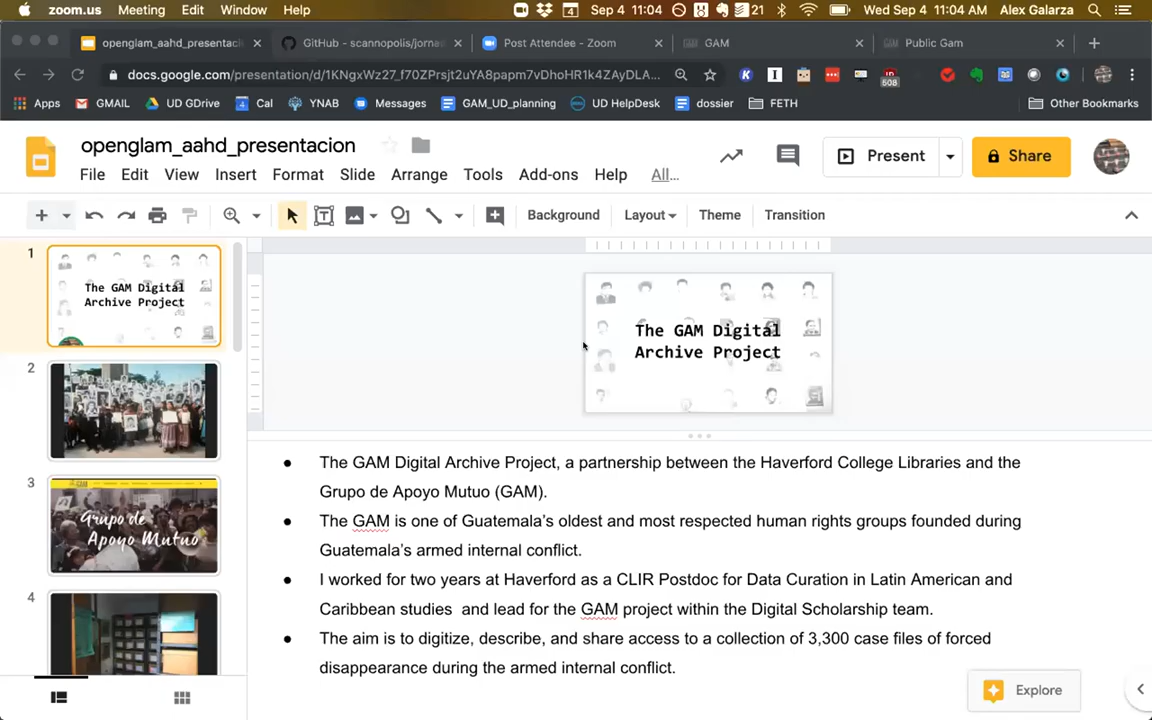 zoom.us Meeting Edit Window Help 4 21 Sep 4 11:04 Wed Sep 4 11:04 AM Alex Galarza
openglam_aahd_presentaci GitHub - scannopolis/jorna Post Attendee - Zoom GAM Public Gam
docs.google.com/presentation/d/1KNgxWz27_f70ZPrsjt2uYA8papm7vDhoHR1k4ZAyDLA... 508
Apps GMAIL UD GDrive Cal YNAB Messages GAM_UD_planning UD HelpDesk dossier FETH Other Bookmarks
openglam_aahd_presentacion
File Edit View Insert Format Slide Arrange Tools Add-ons Help All...
Present Share
Background Layout Theme Transition
1
The GAM Digital
Archive Project
2
3
Grupo de
Apoyo Mutuo
4
The GAM Digital
Archive Project
● The GAM Digital Archive Project, a partnership between the Haverford College Libraries and the
Grupo de Apoyo Mutuo (GAM).
● The GAM is one of Guatemala's oldest and most respected human rights groups founded during
Guatemala's armed internal conflict.
● I worked for two years at Haverford as a CLIR Postdoc for Data Curation in Latin American and
Caribbean studies and lead for the GAM project within the Digital Scholarship team.
● The aim is to digitize, describe, and share access to a collection of 3,300 case files of forced
disappearance during the armed internal conflict.
Explore